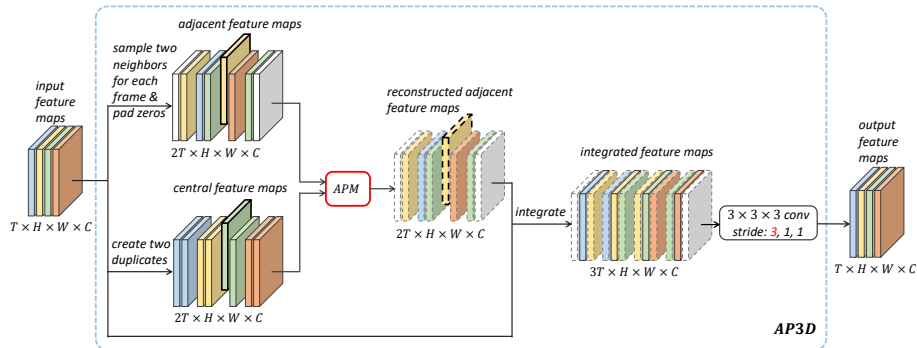 input
feature
maps
T × H × W × C
sample two
neighbors
for each
frame &
pad zeros
adjacent feature maps
2T × H × W × C
central feature maps
create two
duplicates
2T × H × W × C
APM
reconstructed adjacent
feature maps
2T × H × W × C
integrate
integrated feature maps
3T × H × W × C
3 × 3 × 3 conv
stride: 3, 1, 1
output
feature
maps
T × H × W × C
AP3D